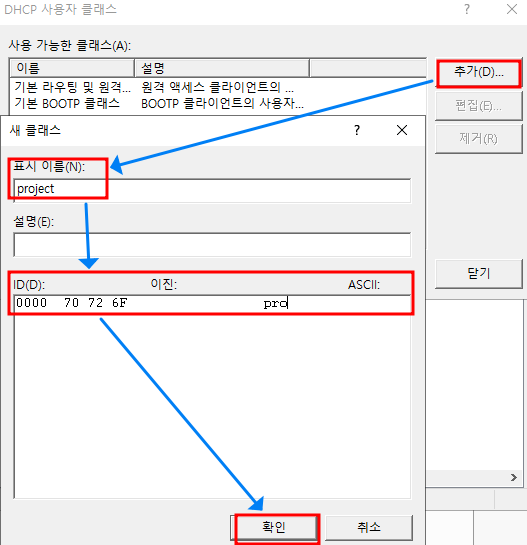 DHCP 사용자 클래스 ? ×
사용 가능한 클래스(A):
이름 설명
기본 라우팅 및 원격... 원격 액세스 클라이언트의 ...
기본 BOOTP 클래스 BOOTP 클라이언트의 사용자...
추가(D)...
편집(E)...
제거(R)
닫기
새 클래스 ? ×
표시 이름(N):
project
설명(E):
ID(D): 이진: ASCII:
0000 70 72 6F pro
확인 취소